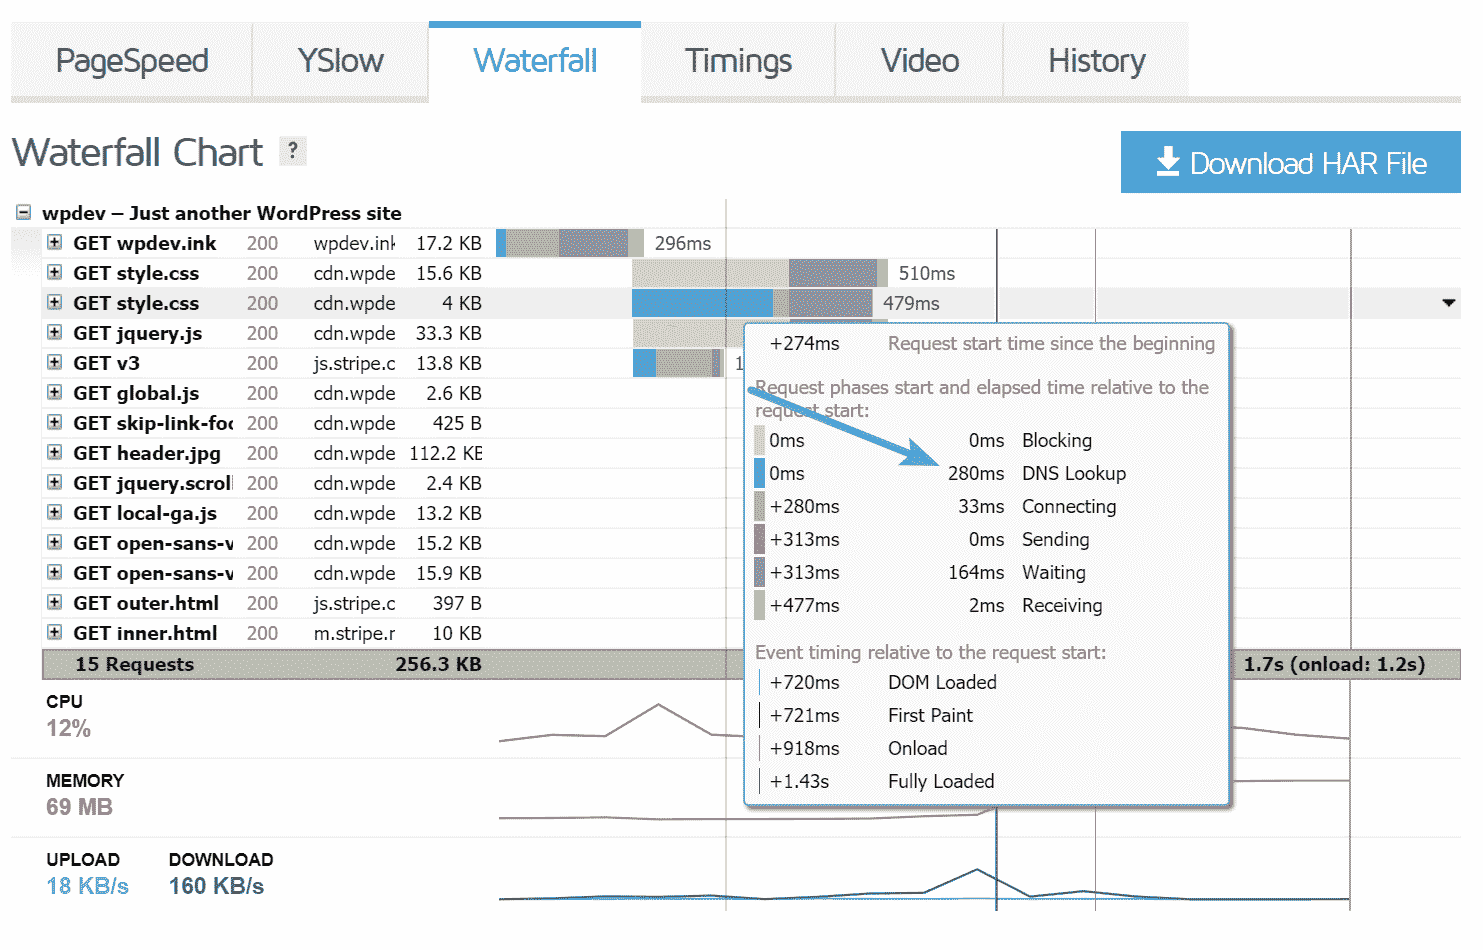 PageSpeed YSlow Waterfall Timings Video History
Waterfall Chart ?
Download HAR File
wpdev – Just another WordPress site
GET wpdev.ink 200 wpdev.ink 17.2 KB 296ms
GET style.css 200 cdn.wpde 15.6 KB 510ms
GET style.css 200 cdn.wpde 4 KB 479ms
GET jquery.js 200 cdn.wpde 33.3 KB
GET v3 200 js.stripe.c 13.8 KB 1
GET global.js 200 cdn.wpde 2.6 KB
GET skip-link-foc 200 cdn.wpde 425 B
GET header.jpg 200 cdn.wpde 112.2 KB
GET jquery.scroll 200 cdn.wpde 2.4 KB
GET local-ga.js 200 cdn.wpde 13.2 KB
GET open-sans-v 200 cdn.wpde 15.2 KB
GET open-sans-v 200 cdn.wpde 15.9 KB
GET outer.html 200 js.stripe.c 397 B
GET inner.html 200 m.stripe.r 10 KB
15 Requests 256.3 KB 1.7s (onload: 1.2s)
+274ms Request start time since the beginning
Request phases start and elapsed time relative to the
request start:
0ms 0ms Blocking
0ms 280ms DNS Lookup
+280ms 33ms Connecting
+313ms 0ms Sending
+313ms 164ms Waiting
+477ms 2ms Receiving
Event timing relative to the request start:
+720ms DOM Loaded
+721ms First Paint
+918ms Onload
+1.43s Fully Loaded
CPU
12%
MEMORY
69 MB
UPLOAD DOWNLOAD
18 KB/s 160 KB/s